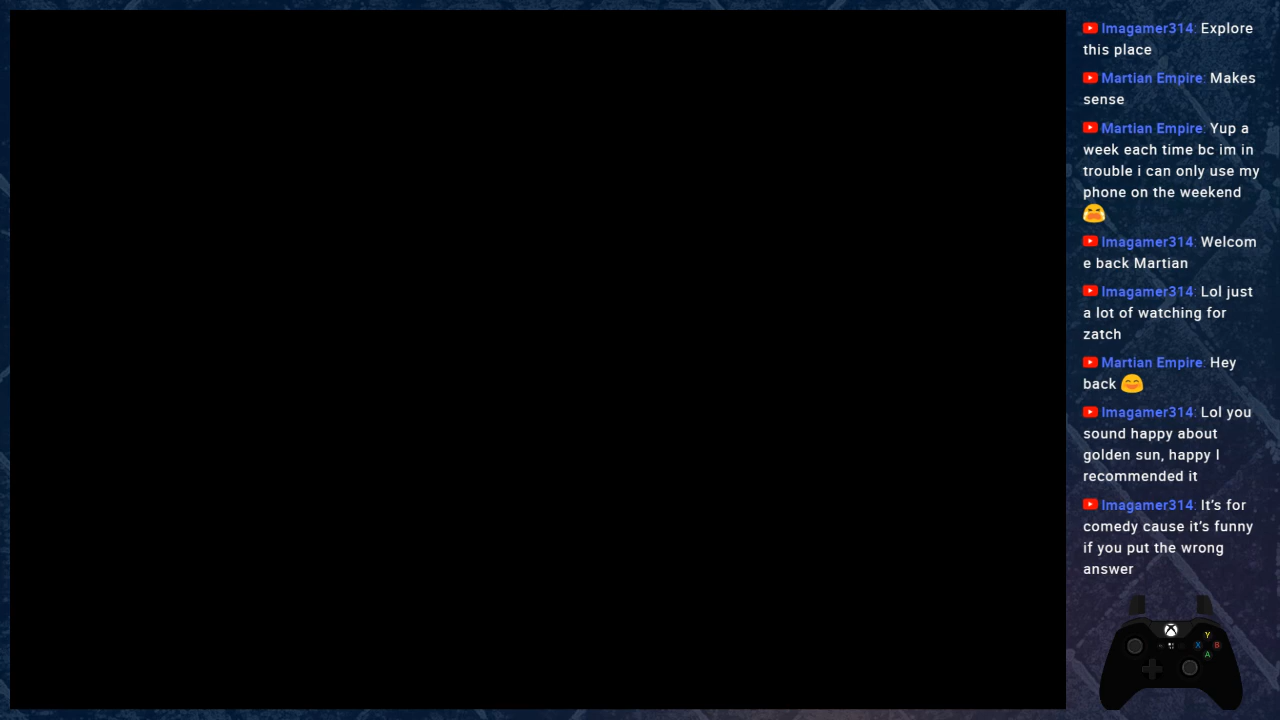 Imagamer314: Explore
this place
Martian Empire: Makes
sense
Martian Empire: Yup a
week each time bc im in
trouble i can only use my
phone on the weekend
Imagamer314: Welcom
e back Martian
Imagamer314: Lol just
a lot of watching for
zatch
Martian Empire: Hey
back
Imagamer314: Lol you
sound happy about
golden sun, happy I
recommended it
Imagamer314: It's for
comedy cause it's funny
if you put the wrong
answer
Y
X B
A